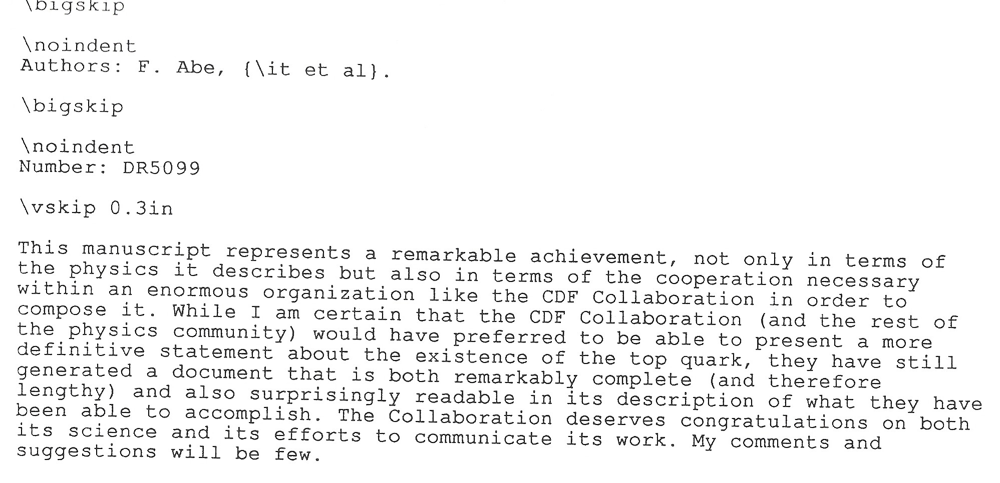 \bigskip
\noindent
Authors: F. Abe, {\it et al}.
\bigskip
\noindent
Number: DR5099
\vskip 0.3in
This manuscript represents a remarkable achievement, not only in terms of
the physics it describes but also in terms of the cooperation necessary
within an enormous organization like the CDF Collaboration in order to
compose it. While I am certain that the CDF Collaboration (and the rest of
the physics community) would have preferred to be able to present a more
definitive statement about the existence of the top quark, they have still
generated a document that is both remarkably complete (and therefore
lengthy) and also surprisingly readable in its description of what they have
been able to accomplish. The Collaboration deserves congratulations on both
its science and its efforts to communicate its work. My comments and
suggestions will be few.